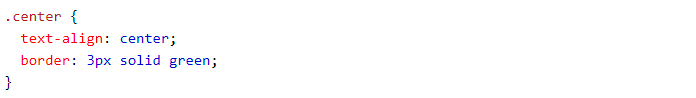 .center {
  text-align: center;
  border: 3px solid green;
}